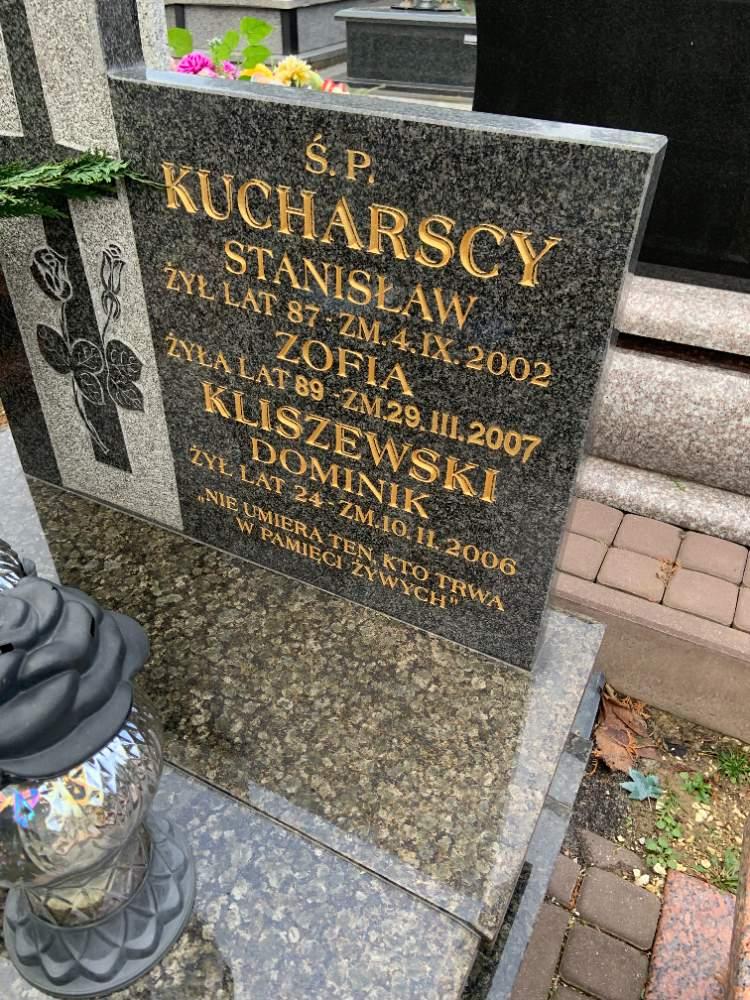 Ś. P.
KUCHARSCY
STANISŁAW
ŻYŁ LAT 87 - ZM. 4. IX. 2002
ZOFIA
ŻYŁA LAT 89 - ZM. 29. III. 2007
KLISZEWSKI
DOMINIK
ŻYŁ LAT 24 - ZM. 10. II. 2006
„NIE UMIERA TEN, KTO TRWA
W PAMIĘCI ŻYWYCH"